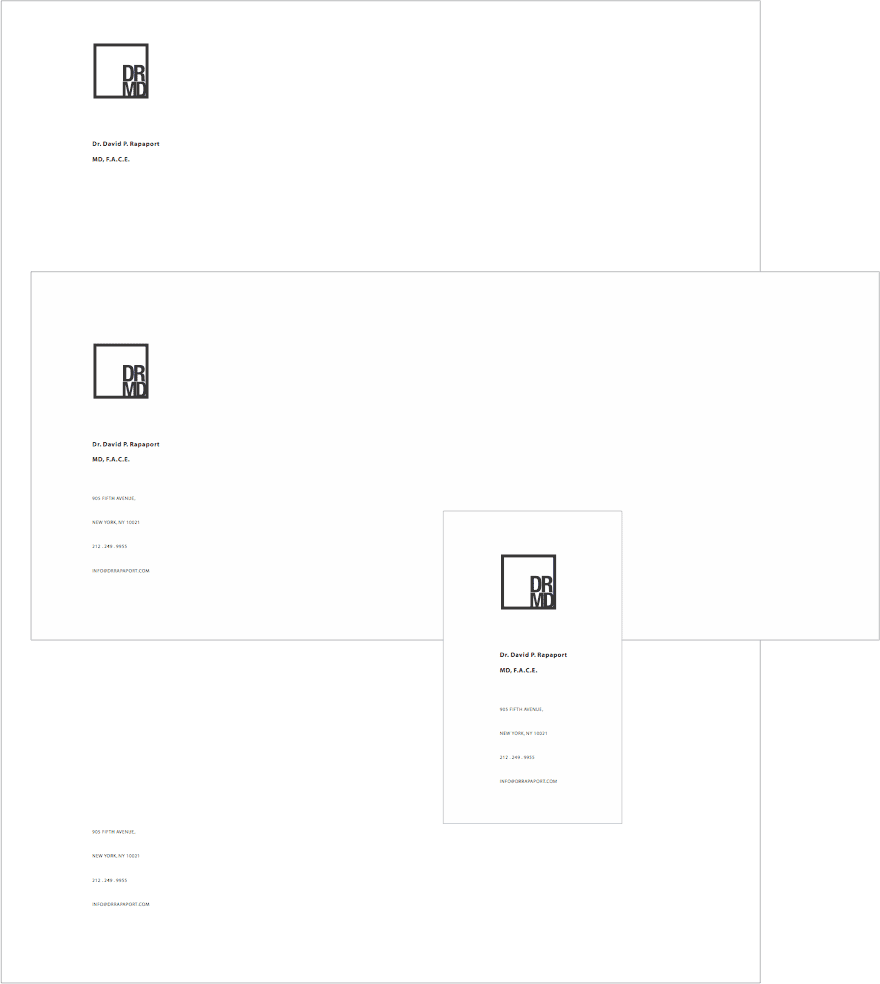 DR
MD
Dr. David P. Rapaport
MD, F.A.C.E.
DR
MD
Dr. David P. Rapaport
MD, F.A.C.E.
905 FIFTH AVENUE,
NEW YORK, NY 10021
212 . 249 . 9955
INFO@DRRAPAPORT.COM
DR
MD
Dr. David P. Rapaport
MD, F.A.C.E.
905 FIFTH AVENUE,
NEW YORK, NY 10021
212 . 249 . 9955
INFO@DRRAPAPORT.COM
905 FIFTH AVENUE,
NEW YORK, NY 10021
212 . 249 . 9955
INFO@DRRAPAPORT.COM